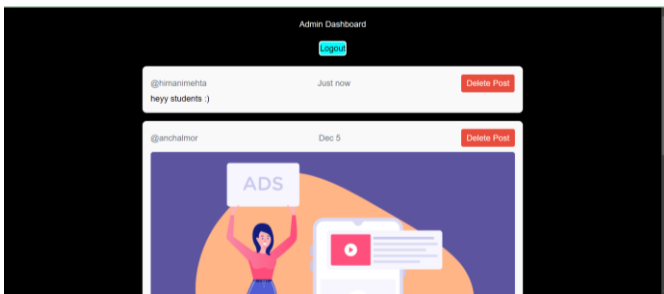 Admin Dashboard
Logout
@himanimehta Just now Delete Post
heyy students :)
@anchalmor Dec 5 Delete Post
ADS